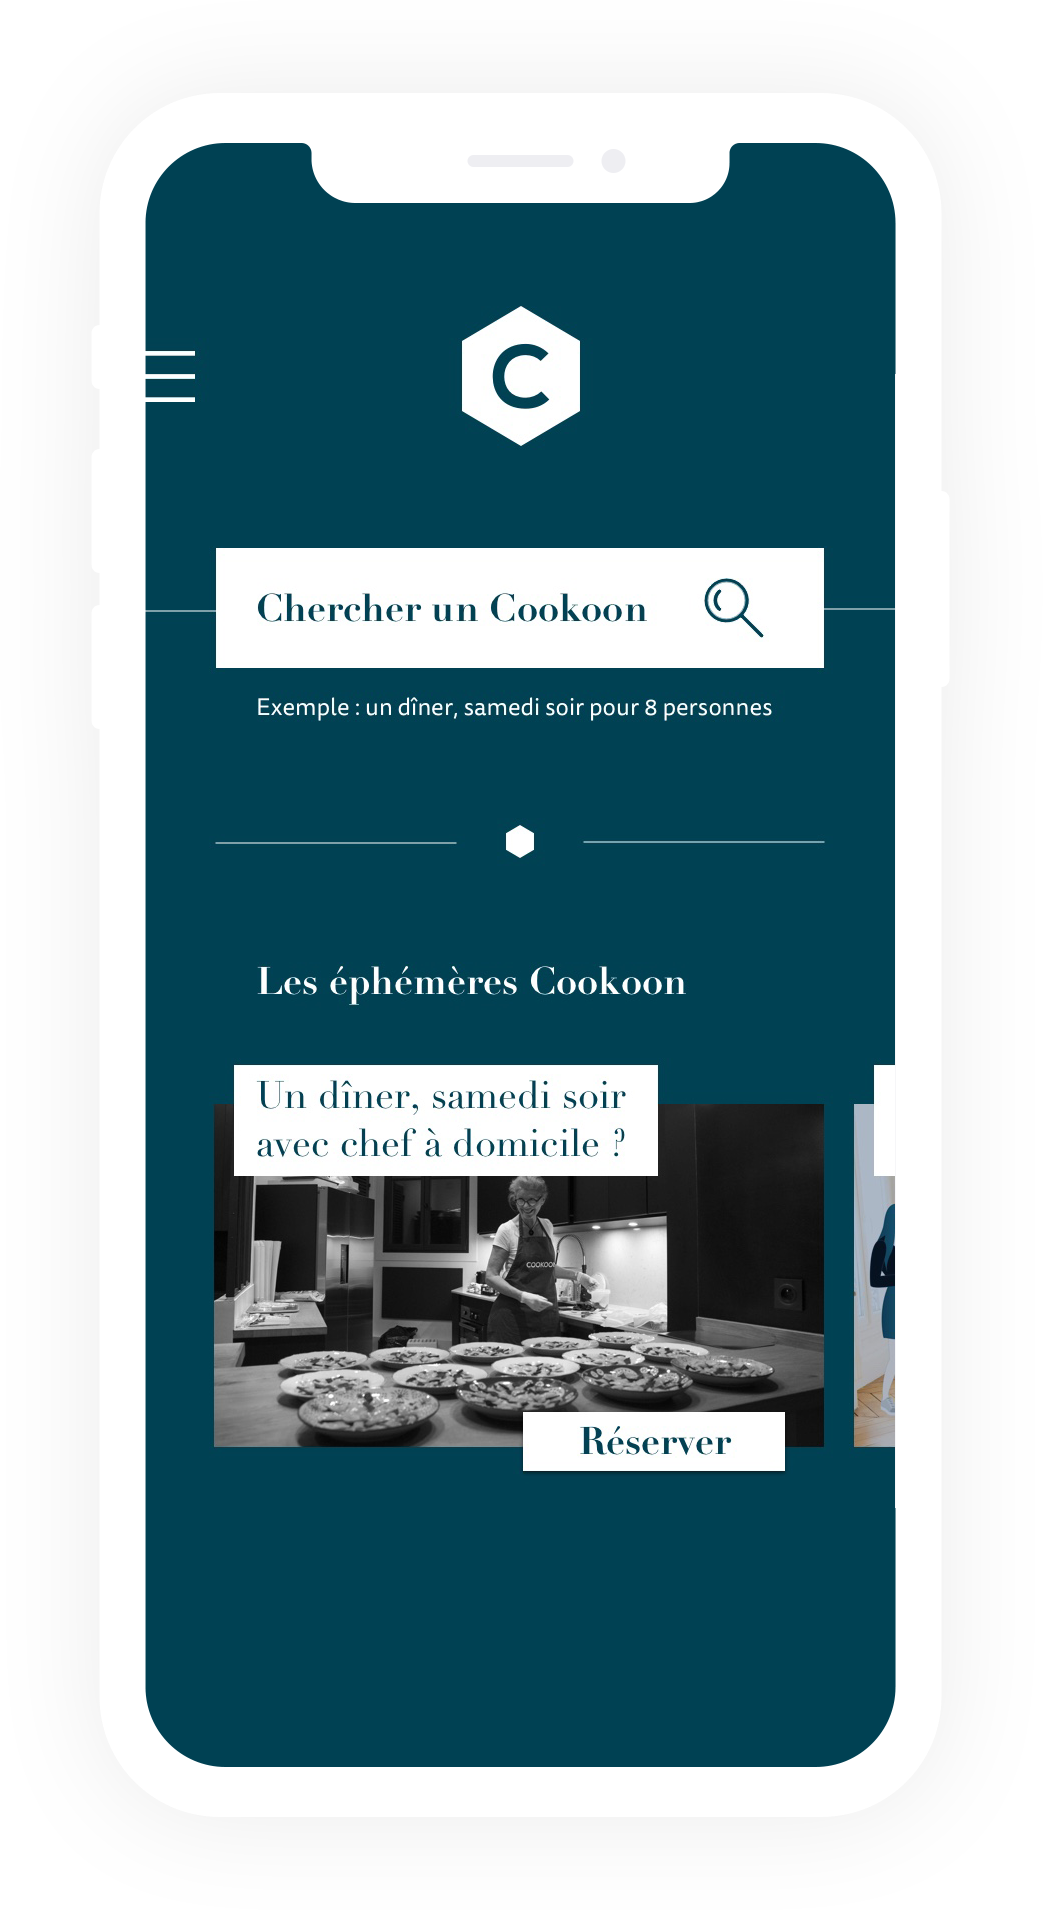 C
Chercher un Cookoon
Exemple : un dîner, samedi soir pour 8 personnes
Les éphémères Cookoon
Un dîner, samedi soir
avec chef à domicile ?
COOKOON
Réserver